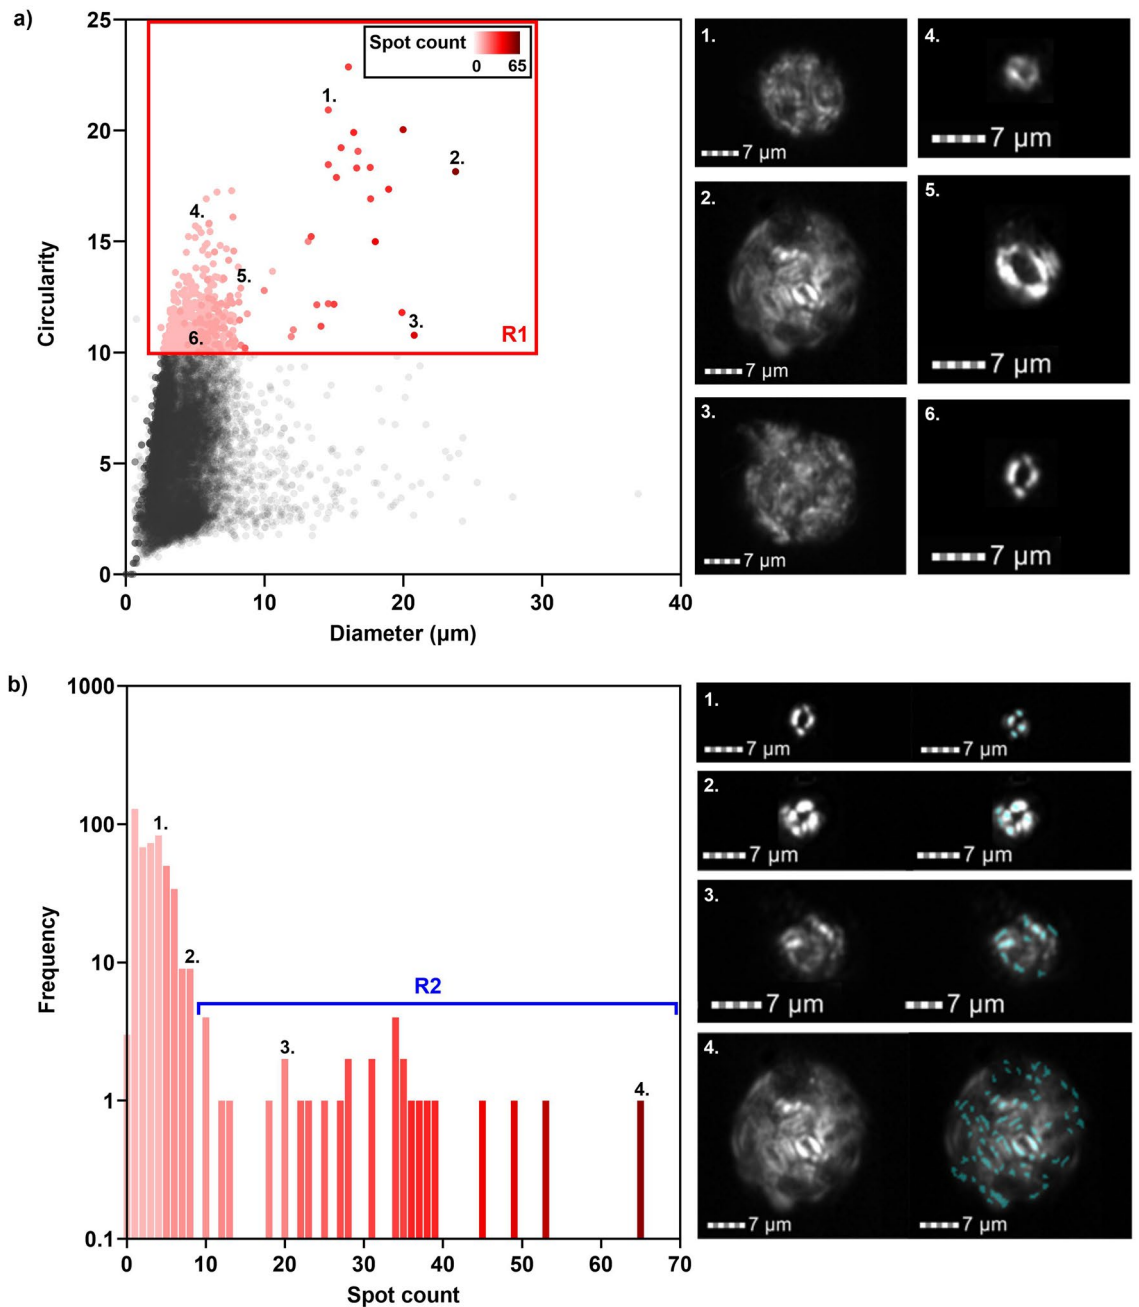 a)
25
20
15
10
5
0
Circularity
0
10
20
30
40
Diameter (µm)
Spot count
0
65
1.
2.
3.
4.
5.
6.
R1
1.
7 µm
4.
7 µm
2.
7 µm
5.
7 µm
3.
7 µm
6.
7 µm
b)
1000
100
10
1
0.1
Frequency
0
10
20
30
40
50
60
70
Spot count
1.
2.
3.
4.
R2
1.
7 µm
7 µm
2.
7 µm
7 µm
3.
7 µm
7 µm
4.
7 µm
7 µm